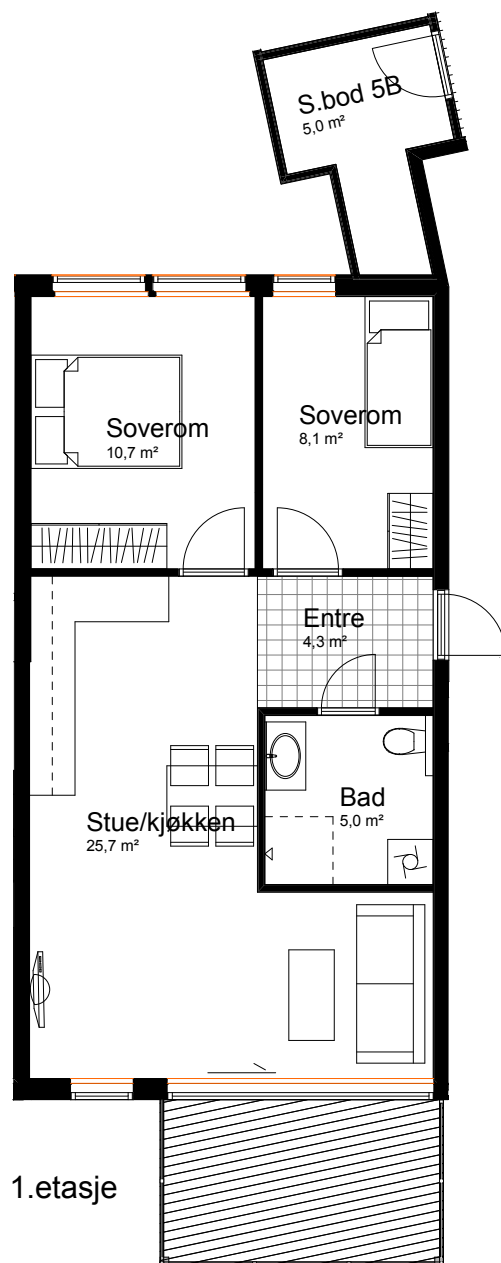 S.bod 5B
5,0 m²
Soverom
10,7 m²
Soverom
8,1 m²
Entre
4,3 m²
Bad
5,0 m²
Stue/kjøkken
25,7 m²
1.etasje